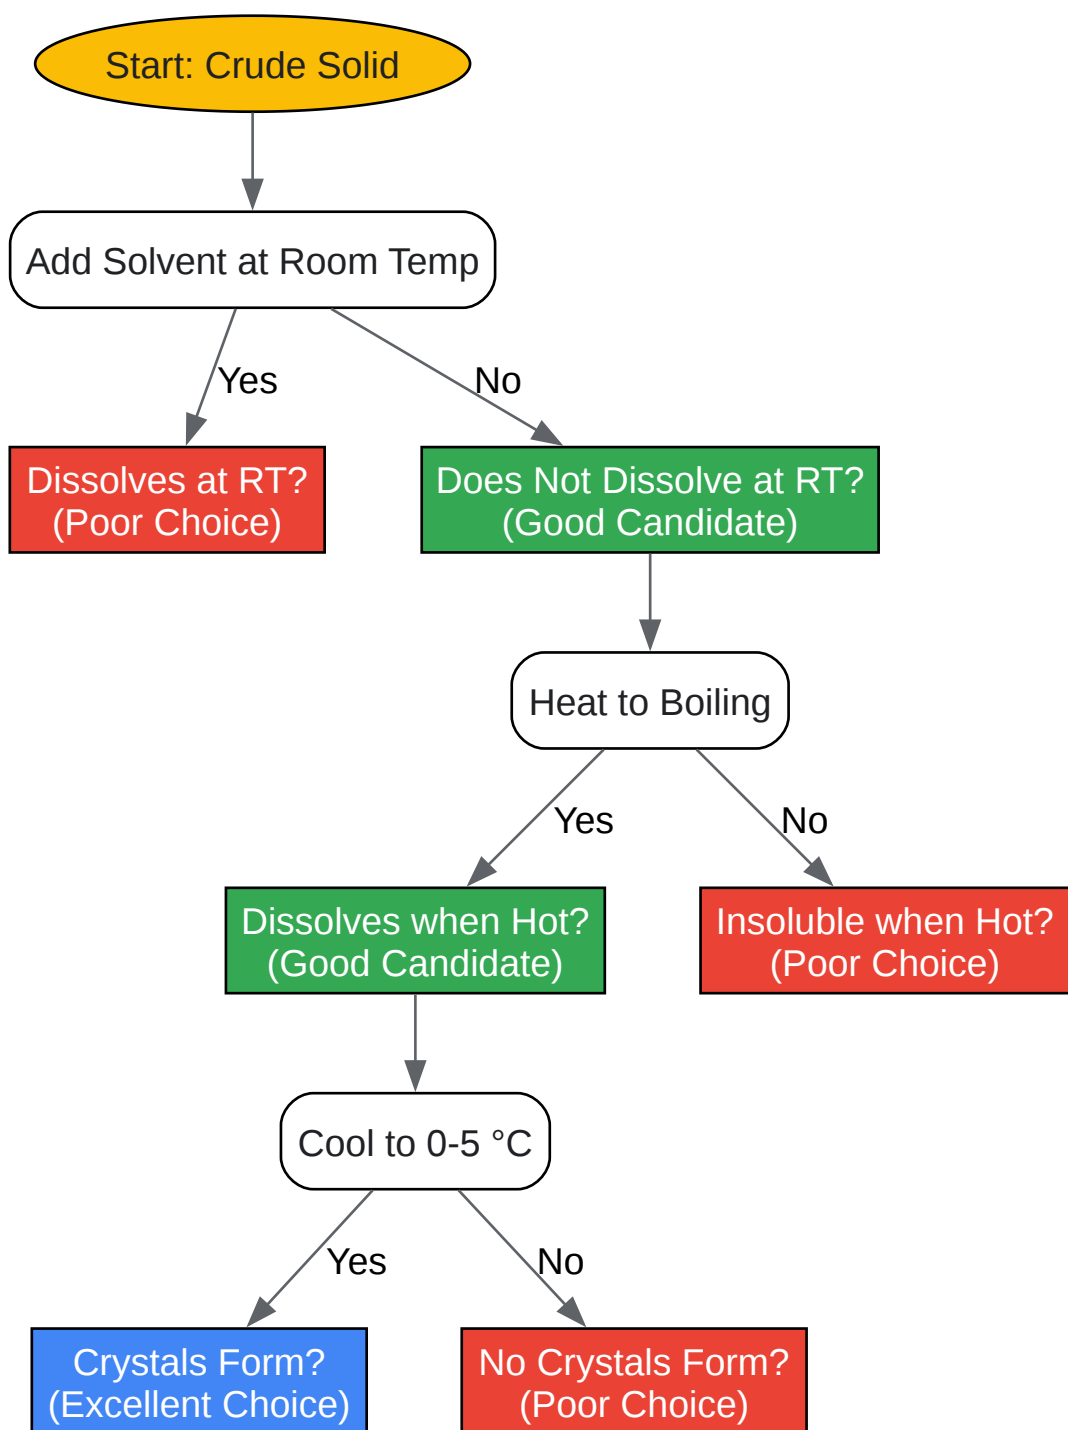 Start: Crude Solid
Add Solvent at Room Temp
Yes
No
Dissolves at RT?
(Poor Choice)
Does Not Dissolve at RT?
(Good Candidate)
Heat to Boiling
Yes
No
Dissolves when Hot?
(Good Candidate)
Insoluble when Hot?
(Poor Choice)
Cool to 0-5 °C
Yes
No
Crystals Form?
(Excellent Choice)
No Crystals Form?
(Poor Choice)